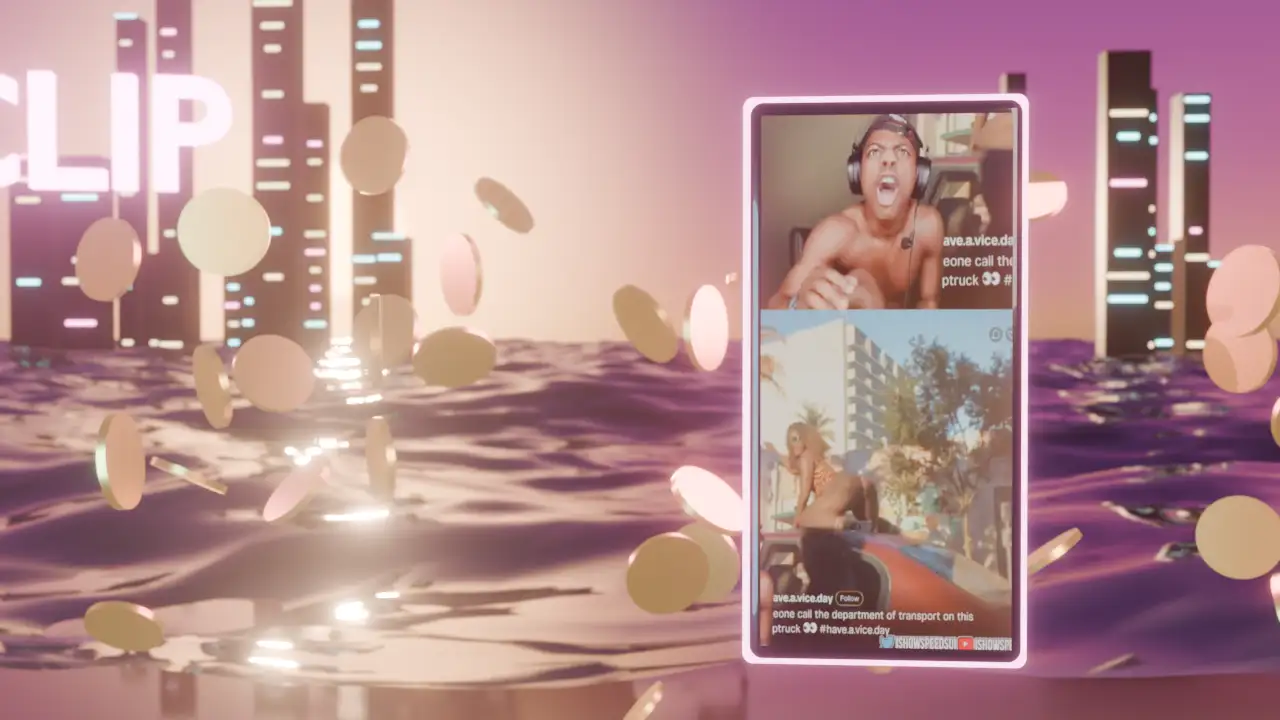 CLIP
ave.a.vice.da
eone call the
ptruck 👀 #
ave.a.vice.day Follow
eone call the department of transport on this
ptruck 👀 #have.a.vice.day
ISHOWSPEEDSUI ISHOWSP